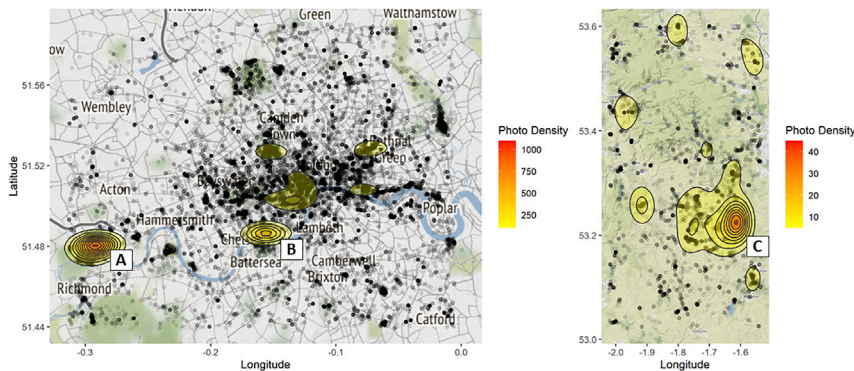 Hendon
Green
Walthamstow
ow
Wembley
Camden
Town
Green
Acton
Hammersmith
Poplar
A
B
Lambeth
Battersea
Camberwell
Brixton
Richmond
Catford
51.56
51.52
51.48
51.44
Latitude
-0.3
-0.2
-0.1
0.0
Longitude
Photo Density
1000
750
500
250
53.6
53.4
53.2
53.0
C
-2.0
-1.9
-1.8
-1.7
-1.6
Longitude
Photo Density
40
30
20
10